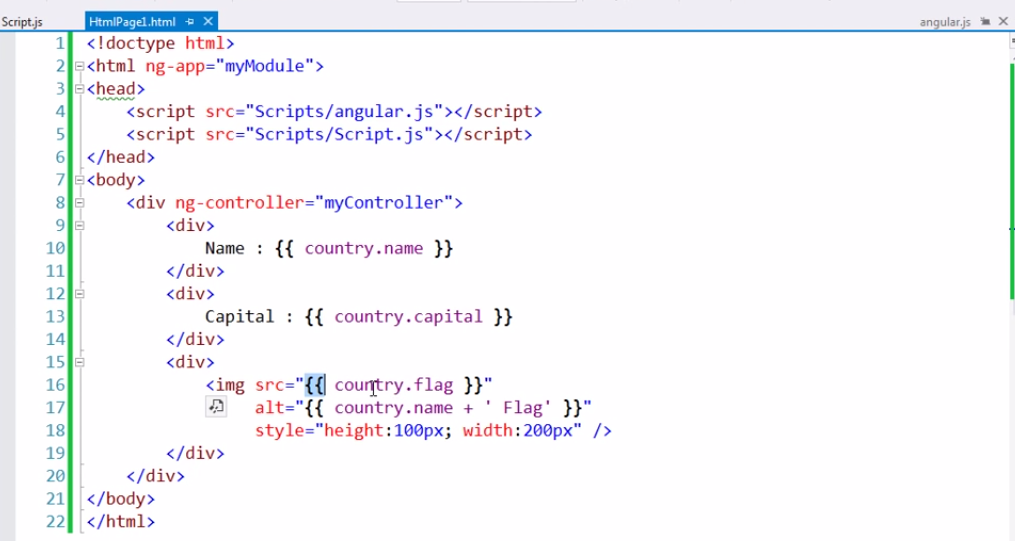 Script.js HtmlPage1.html angular.js
1 <!doctype html>
2 <html ng-app="myModule">
3 <head>
4 <script src="Scripts/angular.js"></script>
5 <script src="Scripts/Script.js"></script>
6 </head>
7 <body>
8 <div ng-controller="myController">
9 <div>
10 Name : {{ country.name }}
11 </div>
12 <div>
13 Capital : {{ country.capital }}
14 </div>
15 <div>
16 <img src="{{ country.flag }}"
17 alt="{{ country.name + ' Flag' }}"
18 style="height:100px; width:200px" />
19 </div>
20 </div>
21 </body>
22 </html>